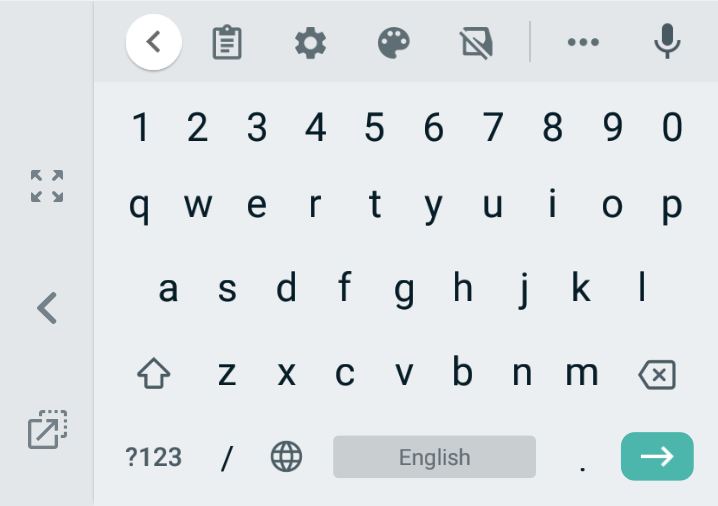 1 2 3 4 5 6 7 8 9 0
q w e r t y u i o p
a s d f g h j k l
z x c v b n m
?123 / English .